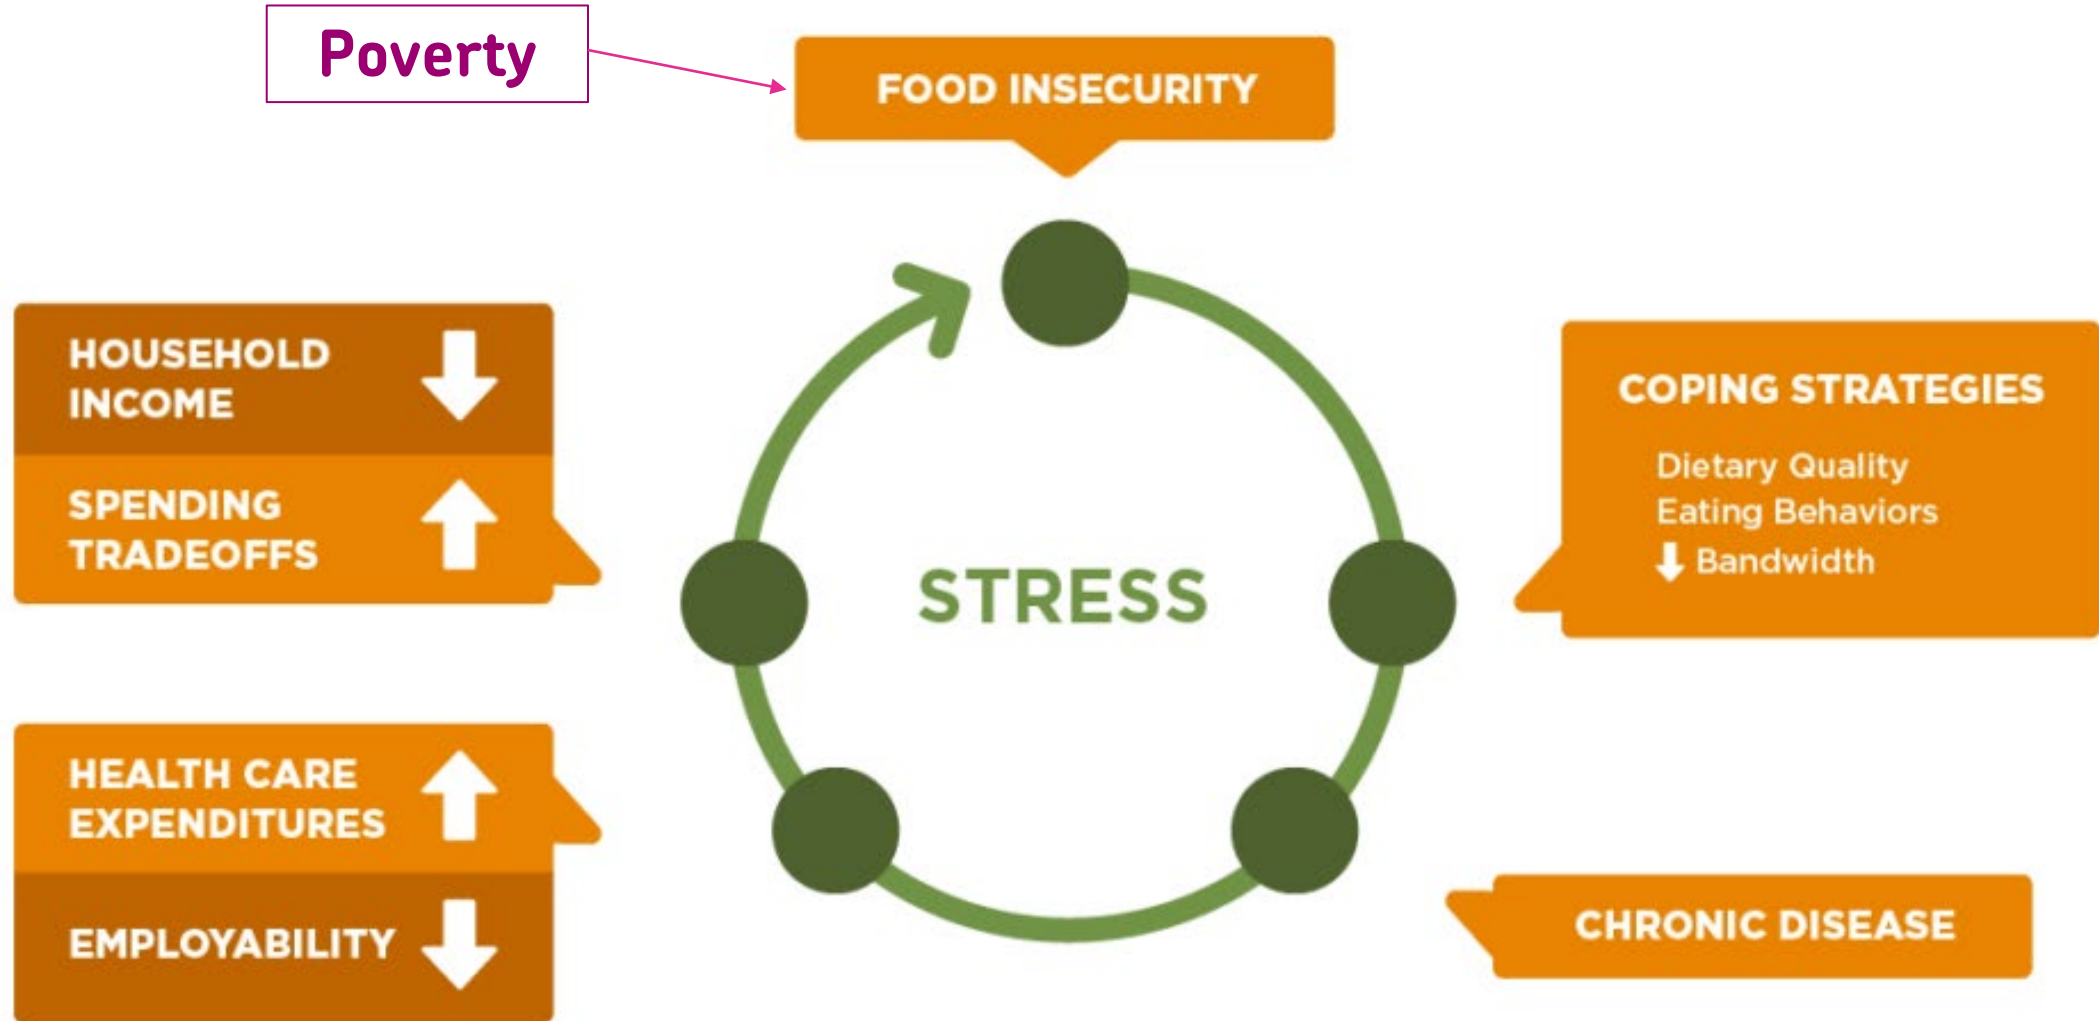 Poverty
FOOD INSECURITY
HOUSEHOLD
INCOME
SPENDING
TRADEOFFS
STRESS
COPING STRATEGIES
Dietary Quality
Eating Behaviors
Bandwidth
HEALTH CARE
EXPENDITURES
EMPLOYABILITY
CHRONIC DISEASE